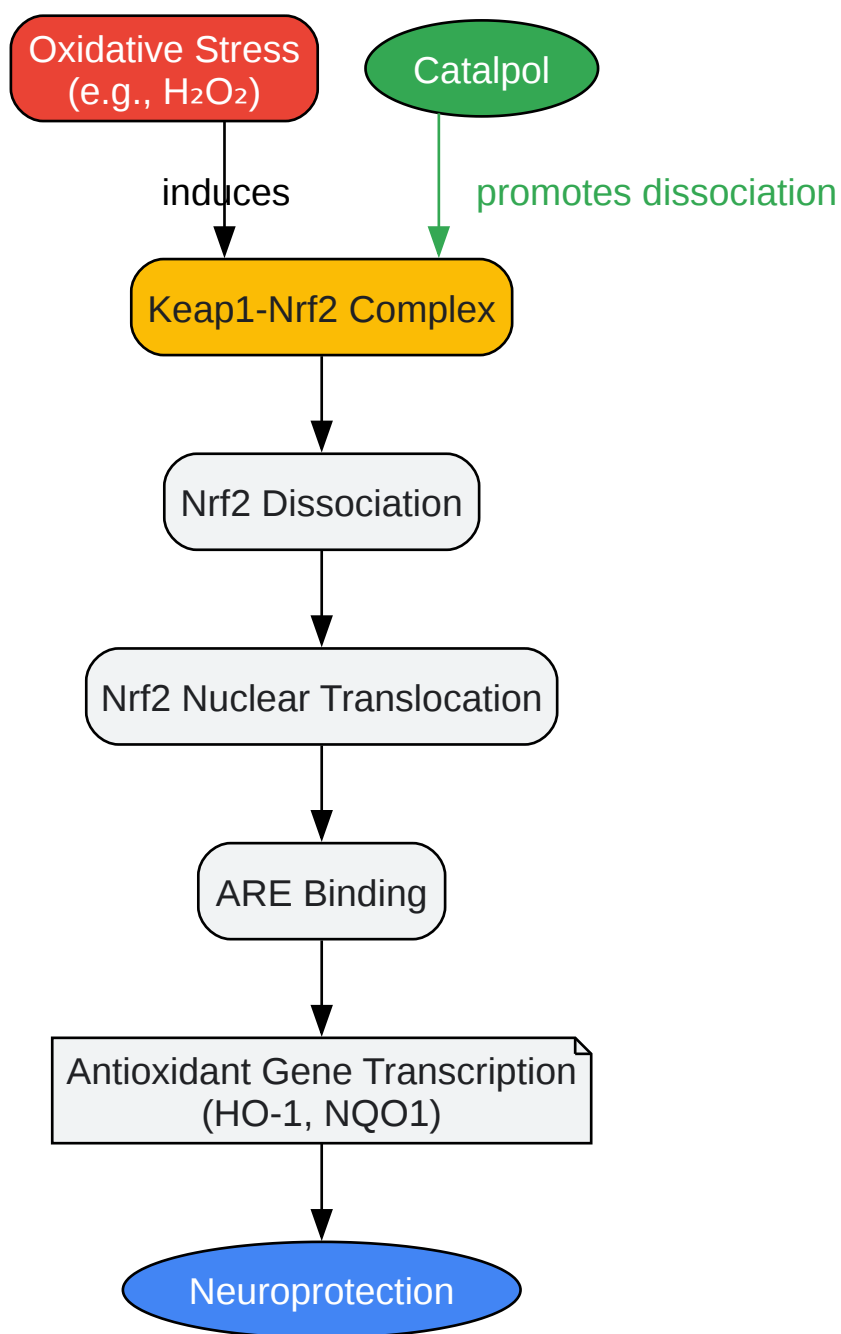 Oxidative Stress
(e.g., H₂O₂)
Catalpol
induces
promotes dissociation
Keap1-Nrf2 Complex
Nrf2 Dissociation
Nrf2 Nuclear Translocation
ARE Binding
Antioxidant Gene Transcription
(HO-1, NQO1)
Neuroprotection